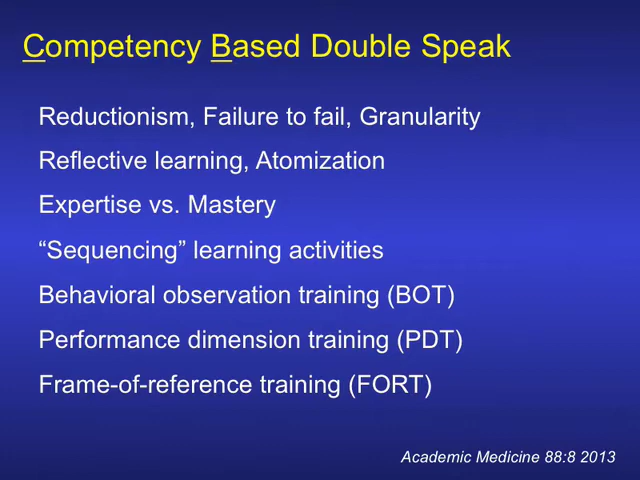 Competency Based Double Speak
Reductionism, Failure to fail, Granularity
Reflective learning, Atomization
Expertise vs. Mastery
“Sequencing” learning activities
Behavioral observation training (BOT)
Performance dimension training (PDT)
Frame-of-reference training (FORT)
Academic Medicine 88:8 2013